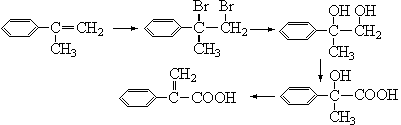 C=CH₂
CH₃
Br Br
C—CH₂
CH₃
OH OH
C—CH₂
CH₃
CH₂
C—COOH
OH
C—COOH
CH₃